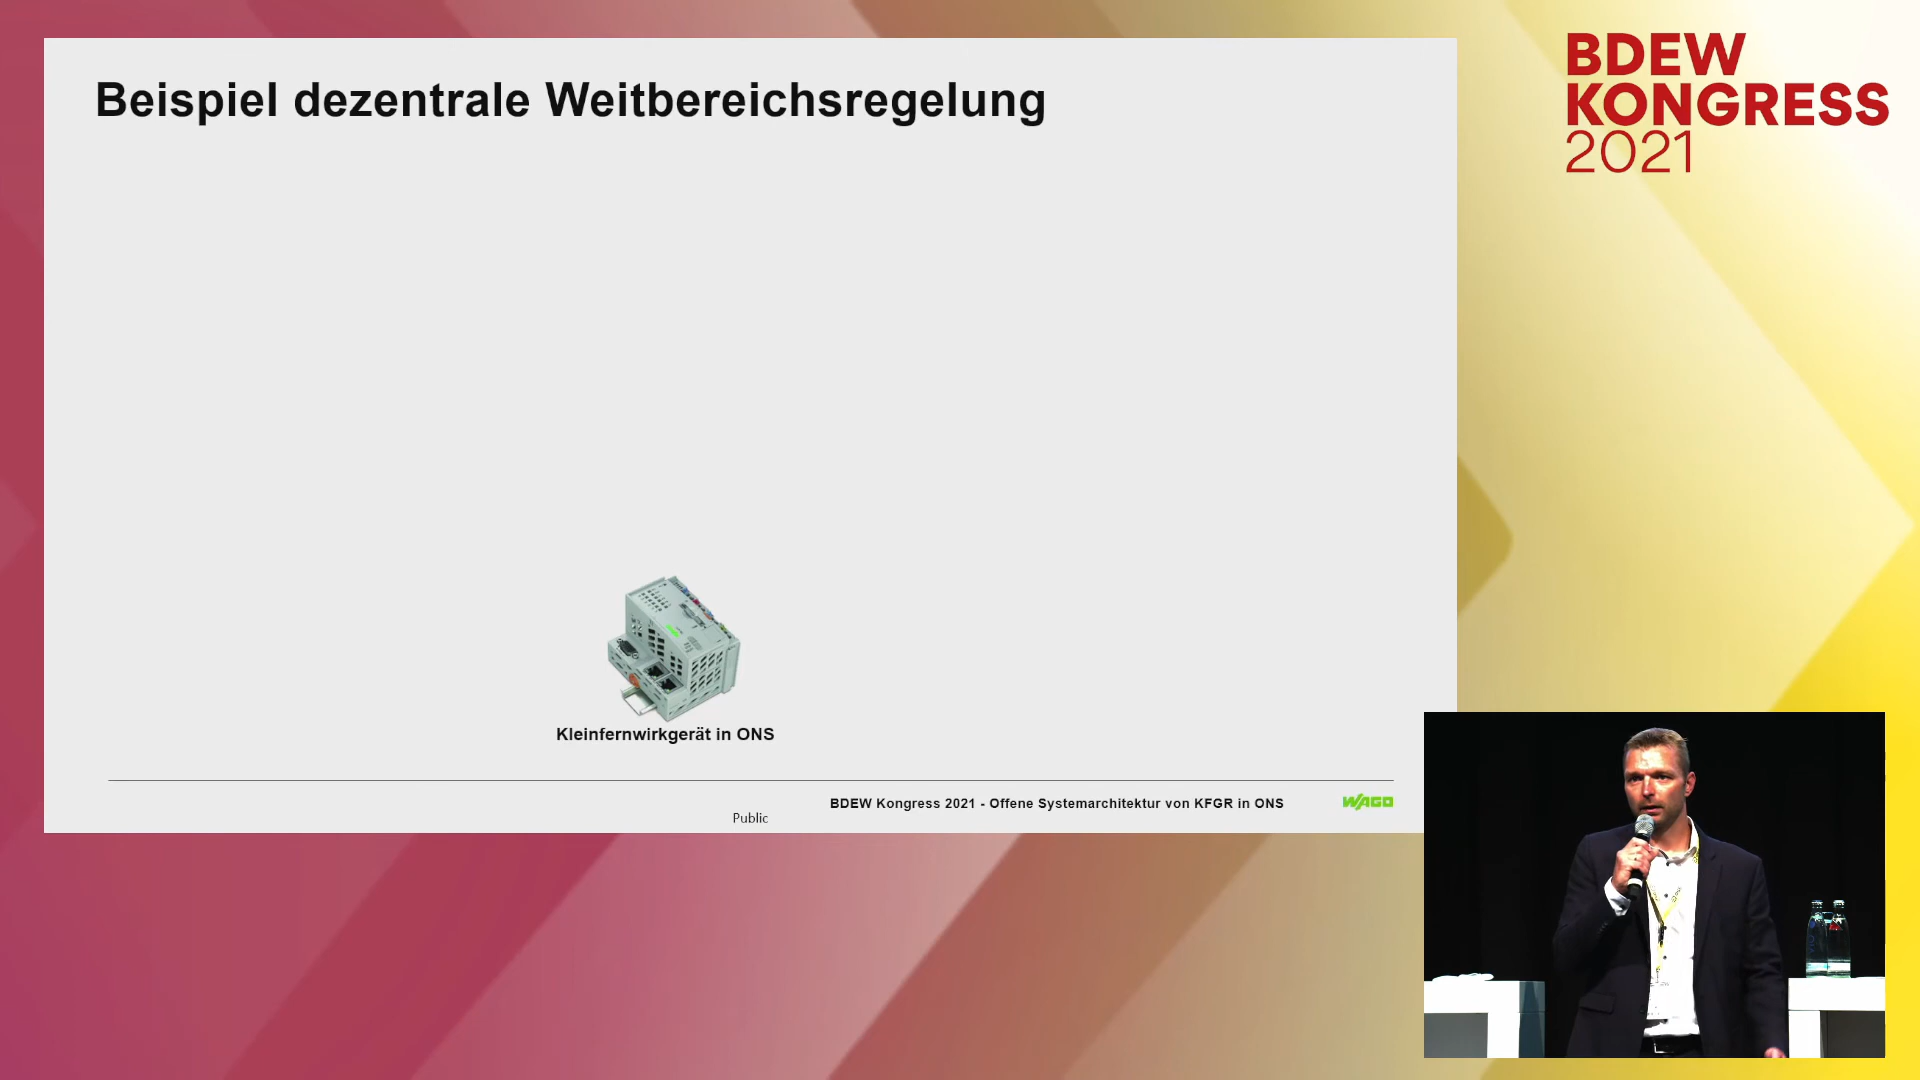 Beispiel dezentrale Weitbereichsregelung
BDEW
KONGRESS
2021
Kleinfernwirkgerät in ONS
BDEW Kongress 2021 - Offene Systemarchitektur von KFGR in ONS
WAGO
Public